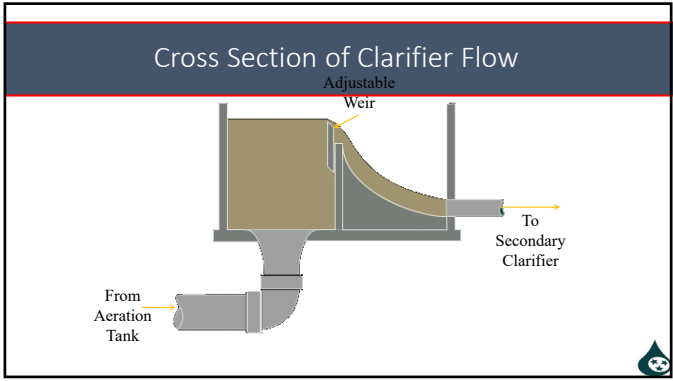 Cross Section of Clarifier Flow
Adjustable
Weir
To
Secondary
Clarifier
From
Aeration
Tank